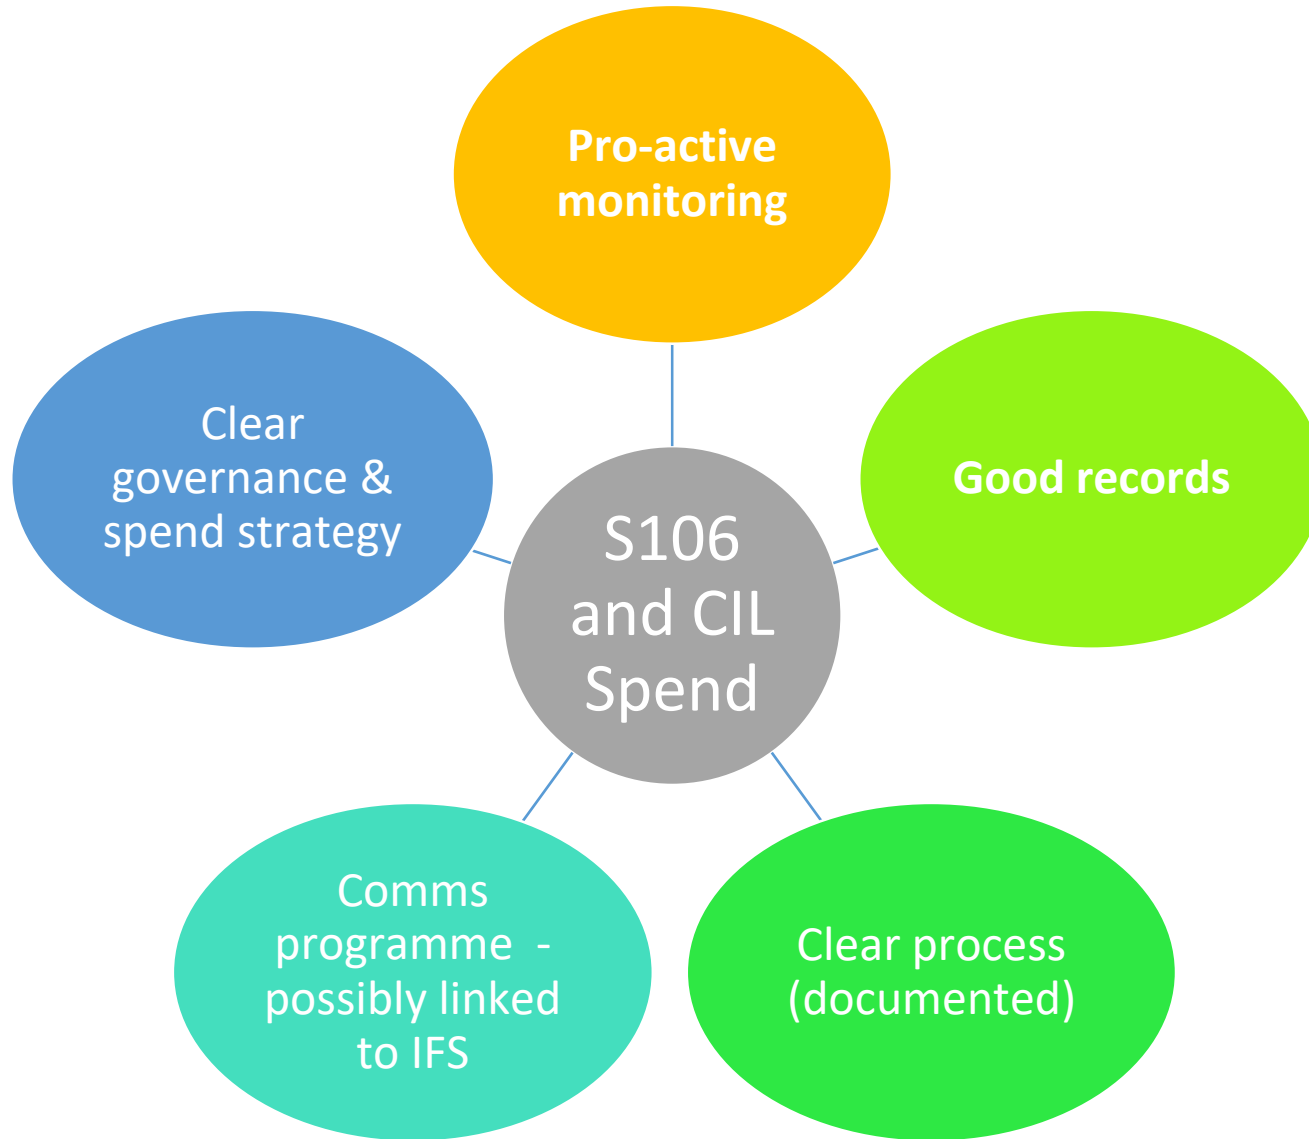 Pro-active
monitoring
Good records
Clear process
(documented)
Comms
programme  -
possibly linked
to IFS
Clear
governance &
spend strategy
S106
and CIL
Spend